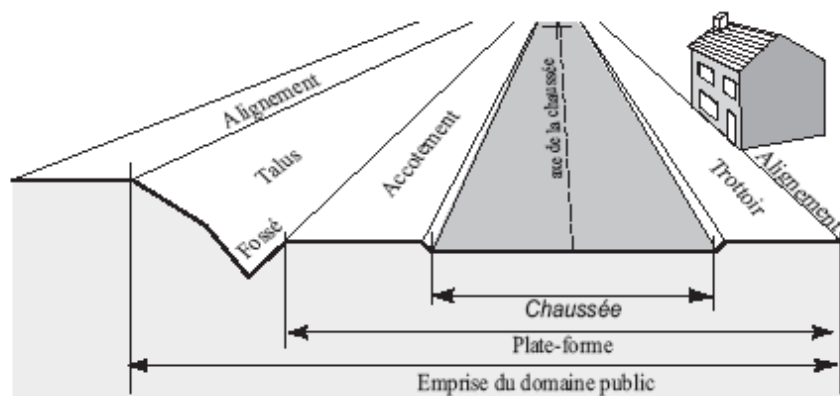 Alignement
Talus
Fossé
Accotement
axe de la chaussée
Trottoir
Alignement
Chaussée
Plate-forme
Emprise du domaine public